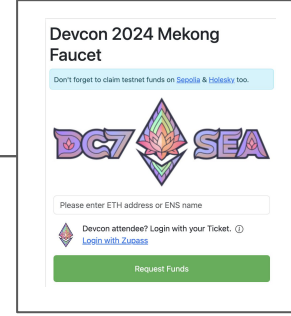 Devcon 2024 Mekong
Faucet
Don't forget to claim testnet funds on Sepolia & Holesky too.
DC7 SEA
Please enter ETH address or ENS name
Devcon attendee? Login with your Ticket.
Login with Zupass
Request Funds